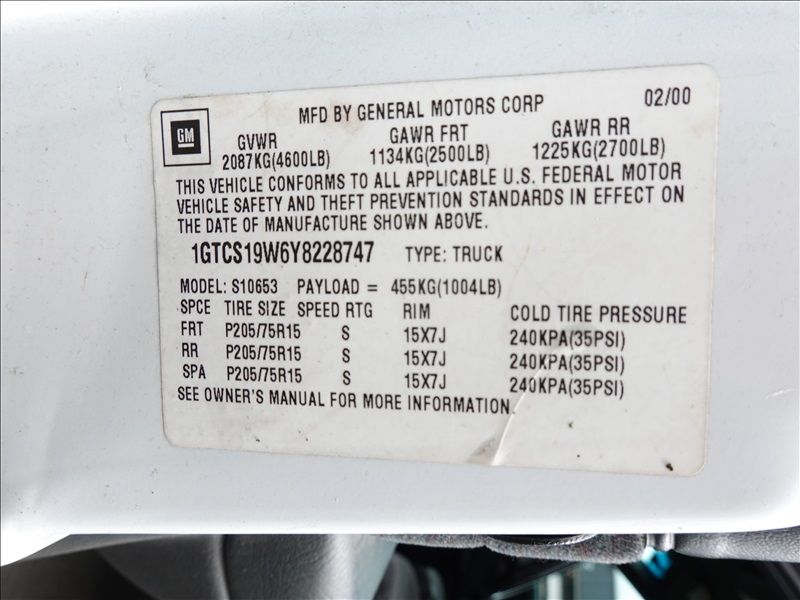 GM
MFD BY GENERAL MOTORS CORP 02/00
GVWR GAWR FRT GAWR RR
2087KG(4600LB) 1134KG(2500LB) 1225KG(2700LB)
THIS VEHICLE CONFORMS TO ALL APPLICABLE U.S. FEDERAL MOTOR
VEHICLE SAFETY AND THEFT PREVENTION STANDARDS IN EFFECT ON
THE DATE OF MANUFACTURE SHOWN ABOVE.
1GTCS19W6Y8228747 TYPE: TRUCK
MODEL: S10653 PAYLOAD = 455KG(1004LB)
SPCE TIRE SIZE SPEED RTG RIM COLD TIRE PRESSURE
FRT P205/75R15 S 15X7J 240KPA(35PSI)
RR P205/75R15 S 15X7J 240KPA(35PSI)
SPA P205/75R15 S 15X7J 240KPA(35PSI)
SEE OWNER'S MANUAL FOR MORE INFORMATION.